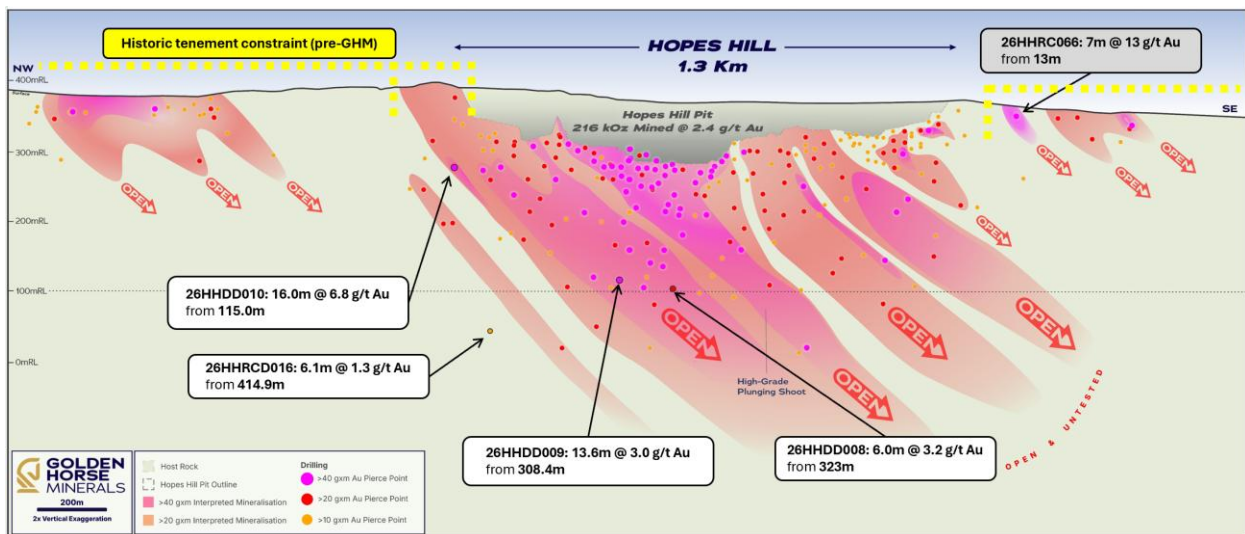 Historic tenement constraint (pre-GHM)
HOPES HILL
1.3 Km
26HHRC066: 7m @ 13 g/t Au
from 13m
NW
SE
400mRL
Surface
300mRL
200mRL
100mRL
0mRL
Hopes Hill Pit
216 kOz Mined @ 2.4 g/t Au
OPEN
OPEN
OPEN
OPEN
OPEN
OPEN
OPEN
OPEN
OPEN
OPEN
OPEN
26HHDD010: 16.0m @ 6.8 g/t Au
from 115.0m
26HHRCD016: 6.1m @ 1.3 g/t Au
from 414.9m
26HHDD009: 13.6m @ 3.0 g/t Au
from 308.4m
26HHDD008: 6.0m @ 3.2 g/t Au
from 323m
High-Grade
Plunging Shoot
OPEN & UNTESTED
GOLDEN
HORSE
MINERALS
200m
2x Vertical Exaggeration
Host Rock
Hopes Hill Pit Outline
>40 gxm Interpreted Mineralisation
>20 gxm Interpreted Mineralisation
Drilling
>40 gxm Au Pierce Point
>20 gxm Au Pierce Point
>10 gxm Au Pierce Point